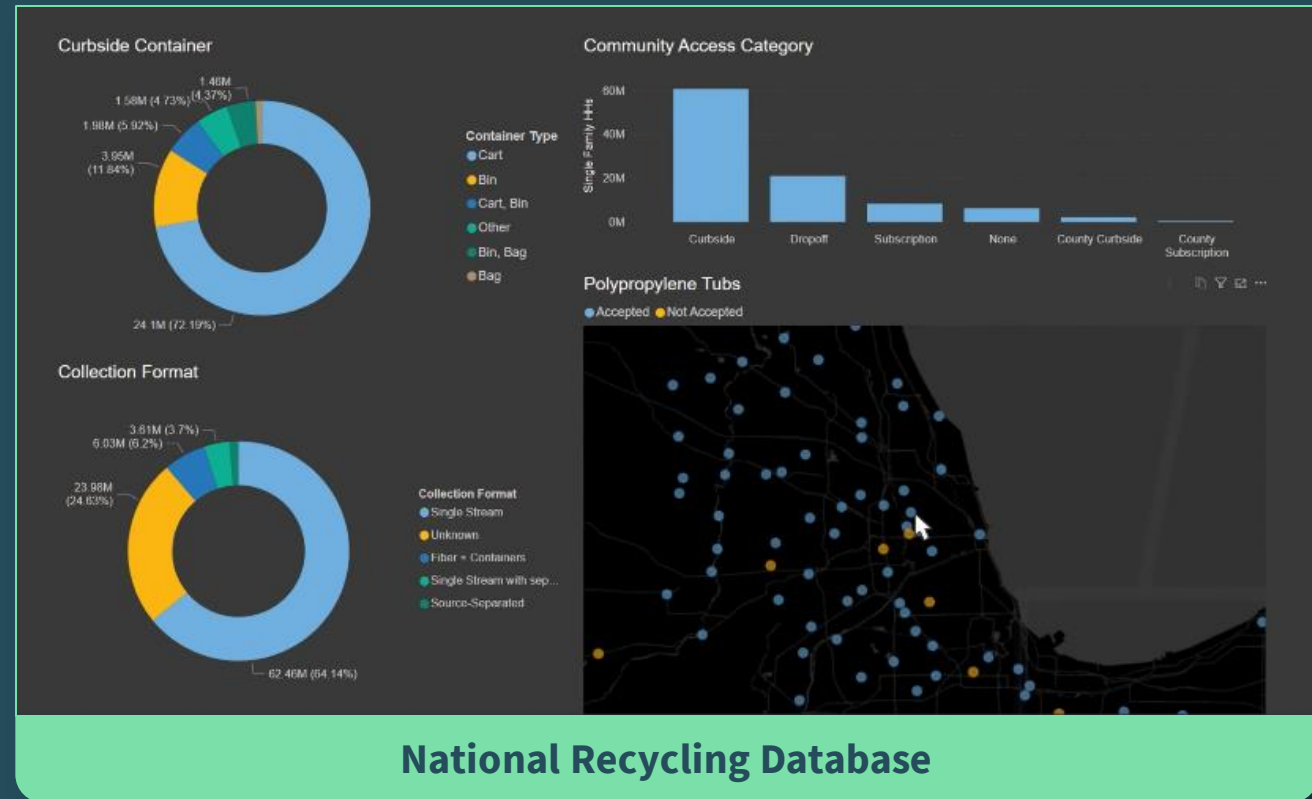 Curbside Container
1.46M
(4.37%)
1.58M (4.73%)
1.98M (5.92%)
3.95M
(11.84%)
24.1M (72.19%)
Container Type
Cart
Bin
Cart, Bin
Other
Bin, Bag
Bag
Community Access Category
Single Family HHs
60M
40M
20M
0M
Curbside
Dropoff
Subscription
None
County Curbside
County
Subscription
Collection Format
3.61M (3.7%)
6.03M (6.2%)
23.98M
(24.63%)
62.46M (64.14%)
Collection Format
Single Stream
Unknown
Fiber + Containers
Single Stream with sep...
Source-Separated
Polypropylene Tubs
Accepted Not Accepted
National Recycling Database